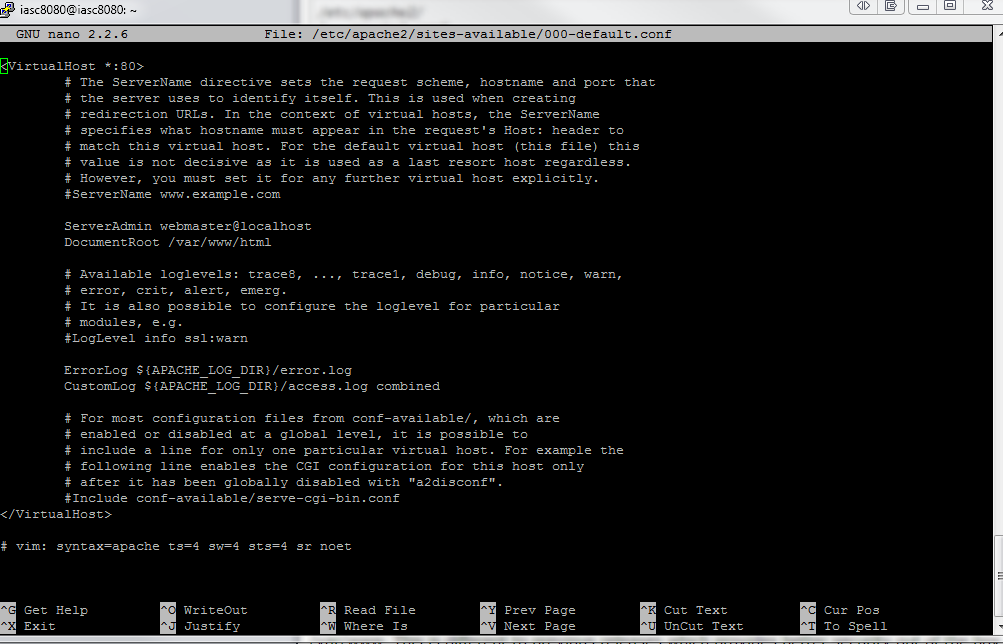 iasc8080@iasc8080: ~
GNU nano 2.2.6 File: /etc/apache2/sites-available/000-default.conf
<VirtualHost *:80>
# The ServerName directive sets the request scheme, hostname and port that
# the server uses to identify itself. This is used when creating
# redirection URLs. In the context of virtual hosts, the ServerName
# specifies what hostname must appear in the request's Host: header to
# match this virtual host. For the default virtual host (this file) this
# value is not decisive as it is used as a last resort host regardless.
# However, you must set it for any further virtual host explicitly.
#ServerName www.example.com
ServerAdmin webmaster@localhost
DocumentRoot /var/www/html
# Available loglevels: trace8, ..., trace1, debug, info, notice, warn,
# error, crit, alert, emerg.
# It is also possible to configure the loglevel for particular
# modules, e.g.
#LogLevel info ssl:warn
ErrorLog ${APACHE_LOG_DIR}/error.log
CustomLog ${APACHE_LOG_DIR}/access.log combined
# For most configuration files from conf-available/, which are
# enabled or disabled at a global level, it is possible to
# include a line for only one particular virtual host. For example the
# following line enables the CGI configuration for this host only
# after it has been globally disabled with "a2disconf".
#Include conf-available/serve-cgi-bin.conf
</VirtualHost>
# vim: syntax=apache ts=4 sw=4 sts=4 sr noet
^G Get Help ^O WriteOut ^R Read File ^Y Prev Page ^K Cut Text ^C Cur Pos
^X Exit ^J Justify ^W Where Is ^V Next Page ^U UnCut Text ^T To Spell